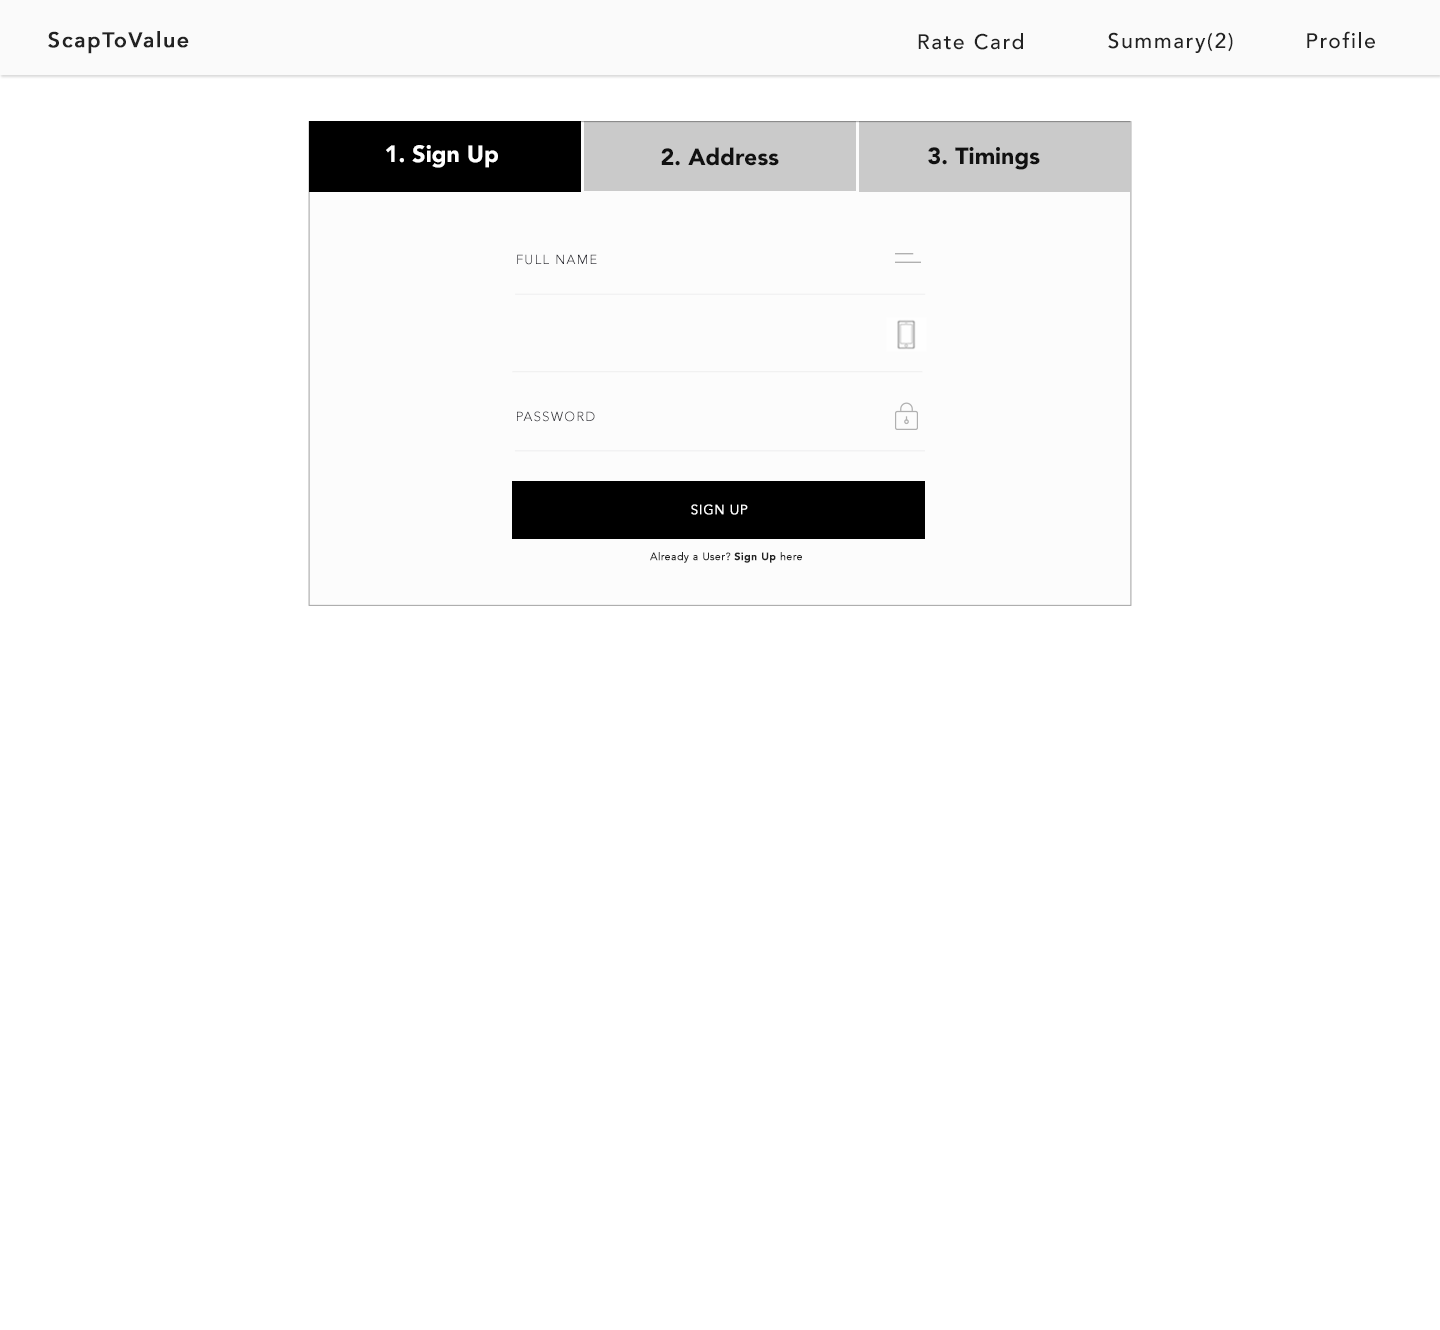 ScapToValue
Rate Card
Summary(2)
Profile
1. Sign Up
2. Address
3. Timings
FULL NAME
PASSWORD
SIGN UP
Already a User? Sign Up here